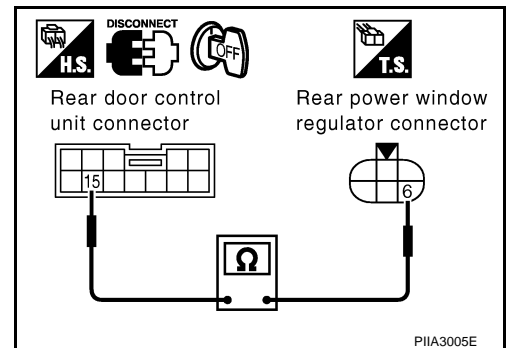 DISCONNECT
H.S.
OFF
T.S.
Rear door control
unit connector
Rear power window
regulator connector
15
6
Ω
PIIA3005E